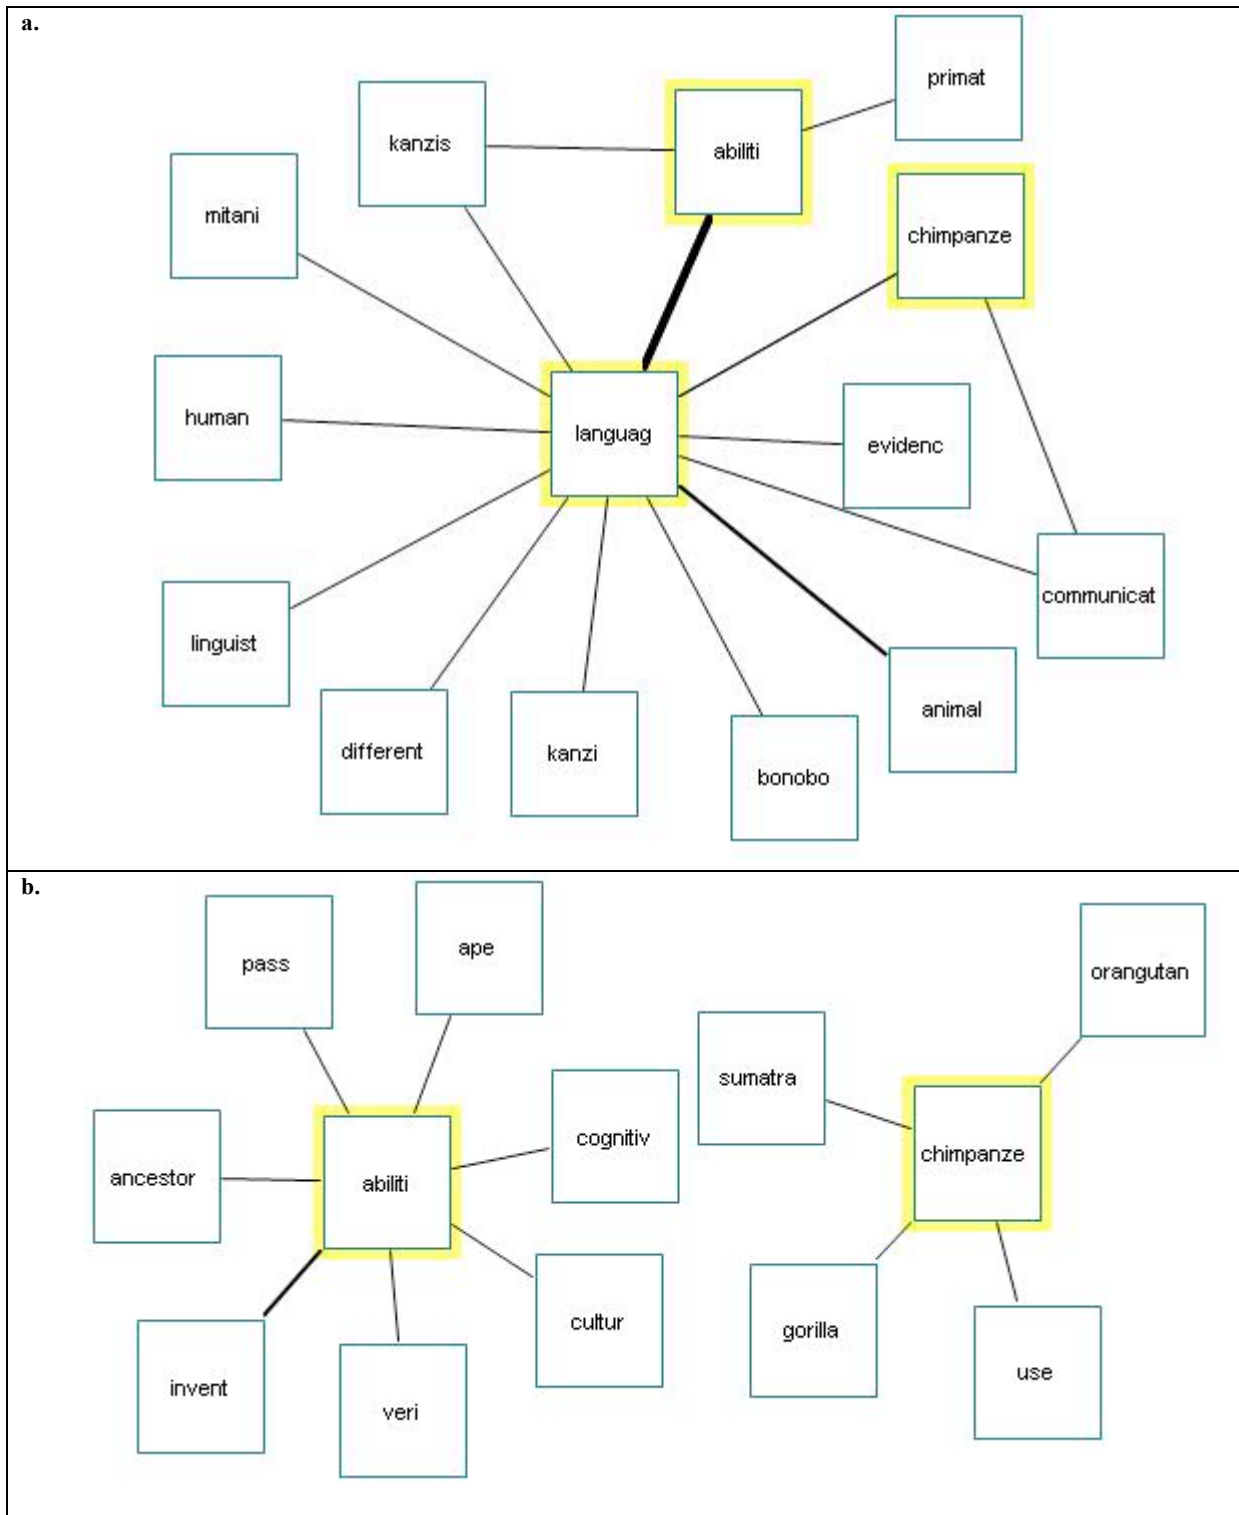 a.
primat
kanzis
abiliti
mitani
chimpanze
human
languag
evidenc
communicat
linguist
animal
different
kanzi
bonobo
b.
pass
ape
orangutan
sumatra
cognitiv
chimpanze
ancestor
abiliti
cultur
gorilla
use
invent
veri